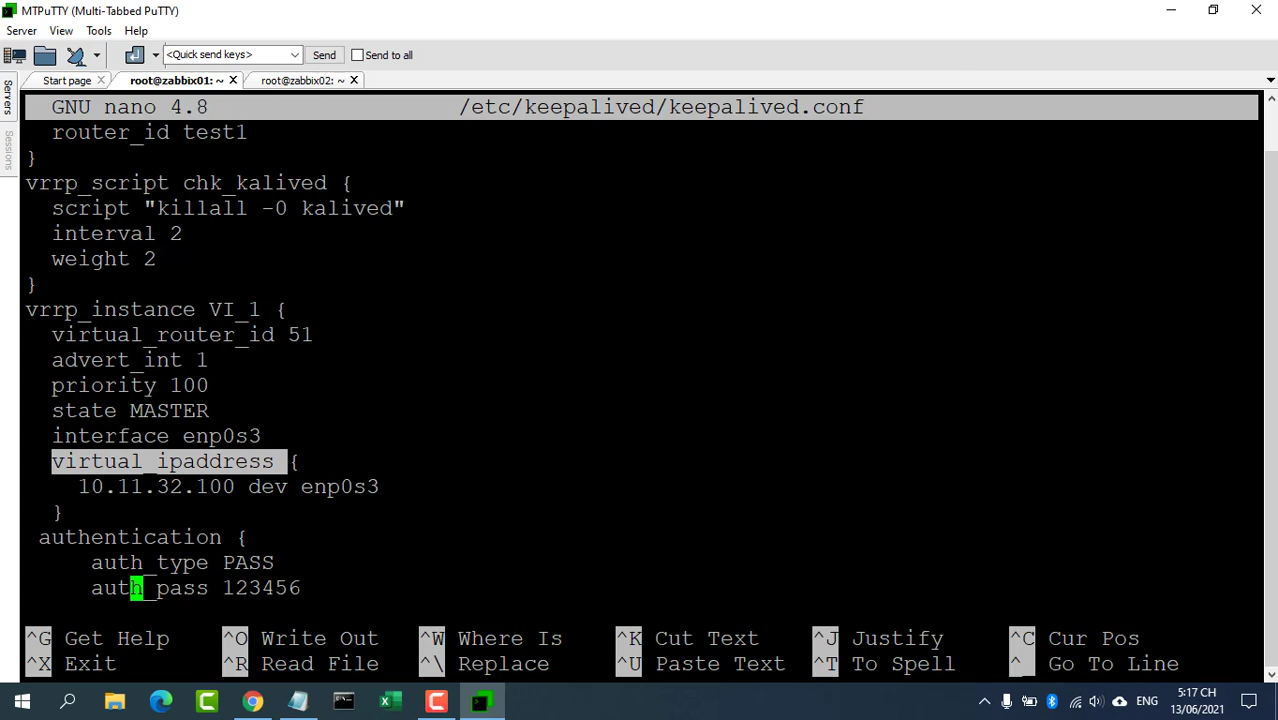 MTPuTTY (Multi-Tabbed PuTTY)
Server View Tools Help
<Quick send keys> Send Send to all
Servers
Sessions
Start page root@zabbix01: ~ root@zabbix02: ~
GNU nano 4.8 /etc/keepalived/keepalived.conf
router_id test1
}
vrrp_script chk_kalived {
script "killall -0 kalived"
interval 2
weight 2
}
vrrp_instance VI_1 {
virtual_router_id 51
advert_int 1
priority 100
state MASTER
interface enp0s3
virtual_ipaddress {
10.11.32.100 dev enp0s3
}
authentication {
auth_type PASS
auth_pass 123456
^G Get Help ^O Write Out ^W Where Is ^K Cut Text ^J Justify ^C Cur Pos
^X Exit ^R Read File ^\ Replace ^U Paste Text ^T To Spell ^_ Go To Line
ENG
5:17 CH
13/06/2021